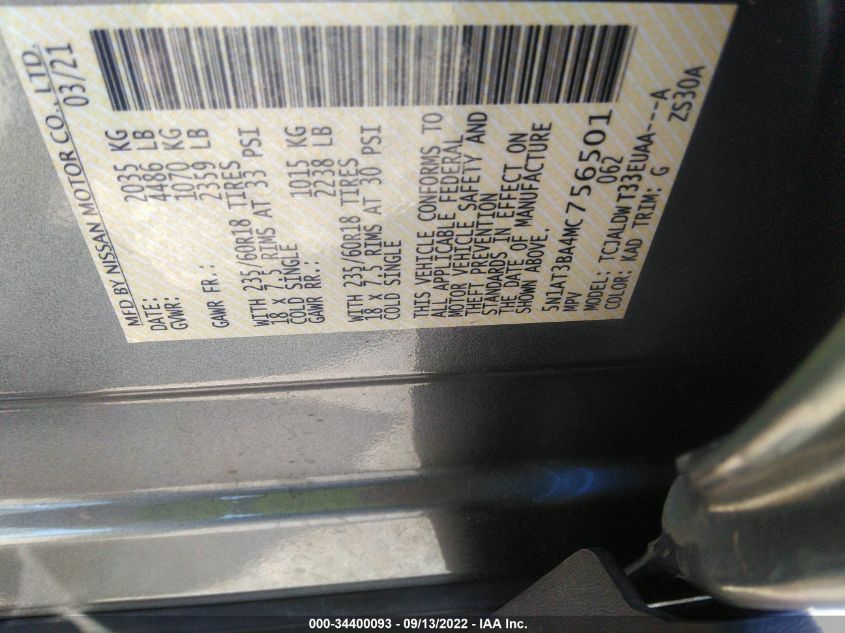 MFD BY NISSAN MOTOR CO., LTD.
DATE: 03/21
GVWR: 2035 KG
4486 LB
GAWR FR.: 1070 KG
2359 LB
WITH 235/60R18 TIRES
18 X 7.5 RIMS AT 33 PSI
COLD SINGLE
GAWR RR.: 1015 KG
2238 LB
WITH 235/60R18 TIRES
18 X 7.5 RIMS AT 30 PSI
COLD SINGLE
THIS VEHICLE CONFORMS TO
ALL APPLICABLE FEDERAL
MOTOR VEHICLE SAFETY AND
THEFT PREVENTION
STANDARDS IN EFFECT ON
THE DATE OF MANUFACTURE
SHOWN ABOVE.
5N1AT3BA4MC756501
MPV 062
MODEL: TCJALDWT33EUAA---A
COLOR: KAD TRIM: G ZS30A
000-34400093 - 09/13/2022 - IAA Inc.